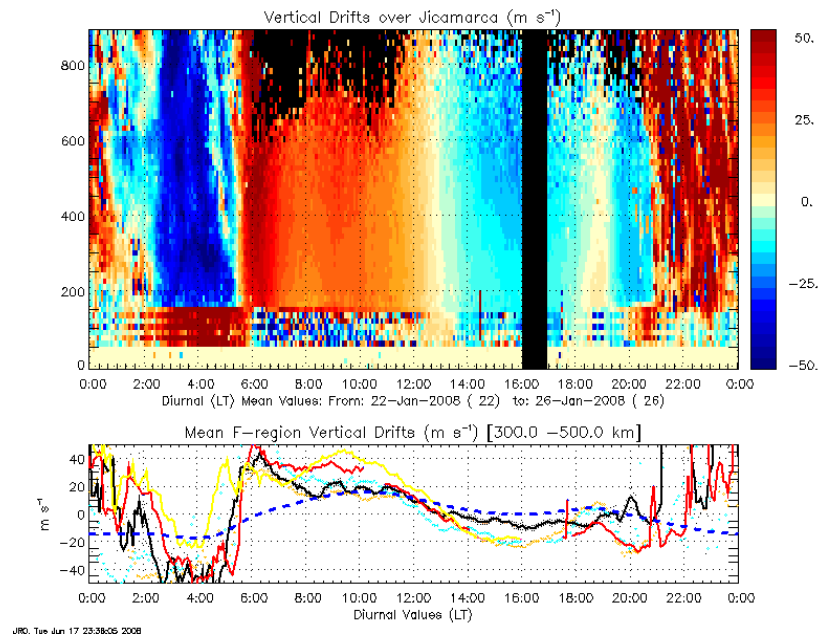 Vertical Drifts over Jicamarca (m s⁻¹)
800
600
400
200
0
50.
25.
0.
−25.
−50.
0:00 2:00 4:00 6:00 8:00 10:00 12:00 14:00 16:00 18:00 20:00 22:00 0:00
Diurnal (LT) Mean Values: From: 22−Jan−2008 ( 22) to: 26−Jan−2008 ( 26)
Mean F−region Vertical Drifts (m s⁻¹) [300.0 −500.0 km]
m s⁻¹
40
20
0
−20
−40
0:00 2:00 4:00 6:00 8:00 10:00 12:00 14:00 16:00 18:00 20:00 22:00 0:00
Diurnal Values (LT)
JRO, Tue Jun 17 23:38:05 2008